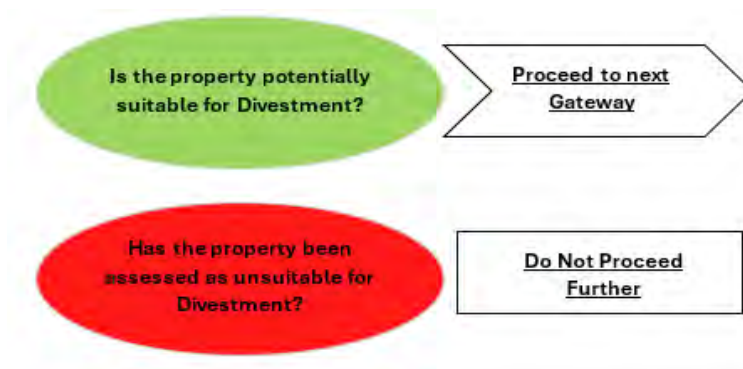 Is the property potentially
suitable for Divestment?
Proceed to next
Gateway
Has the property been
assessed as unsuitable for
Divestment?
Do Not Proceed
Further